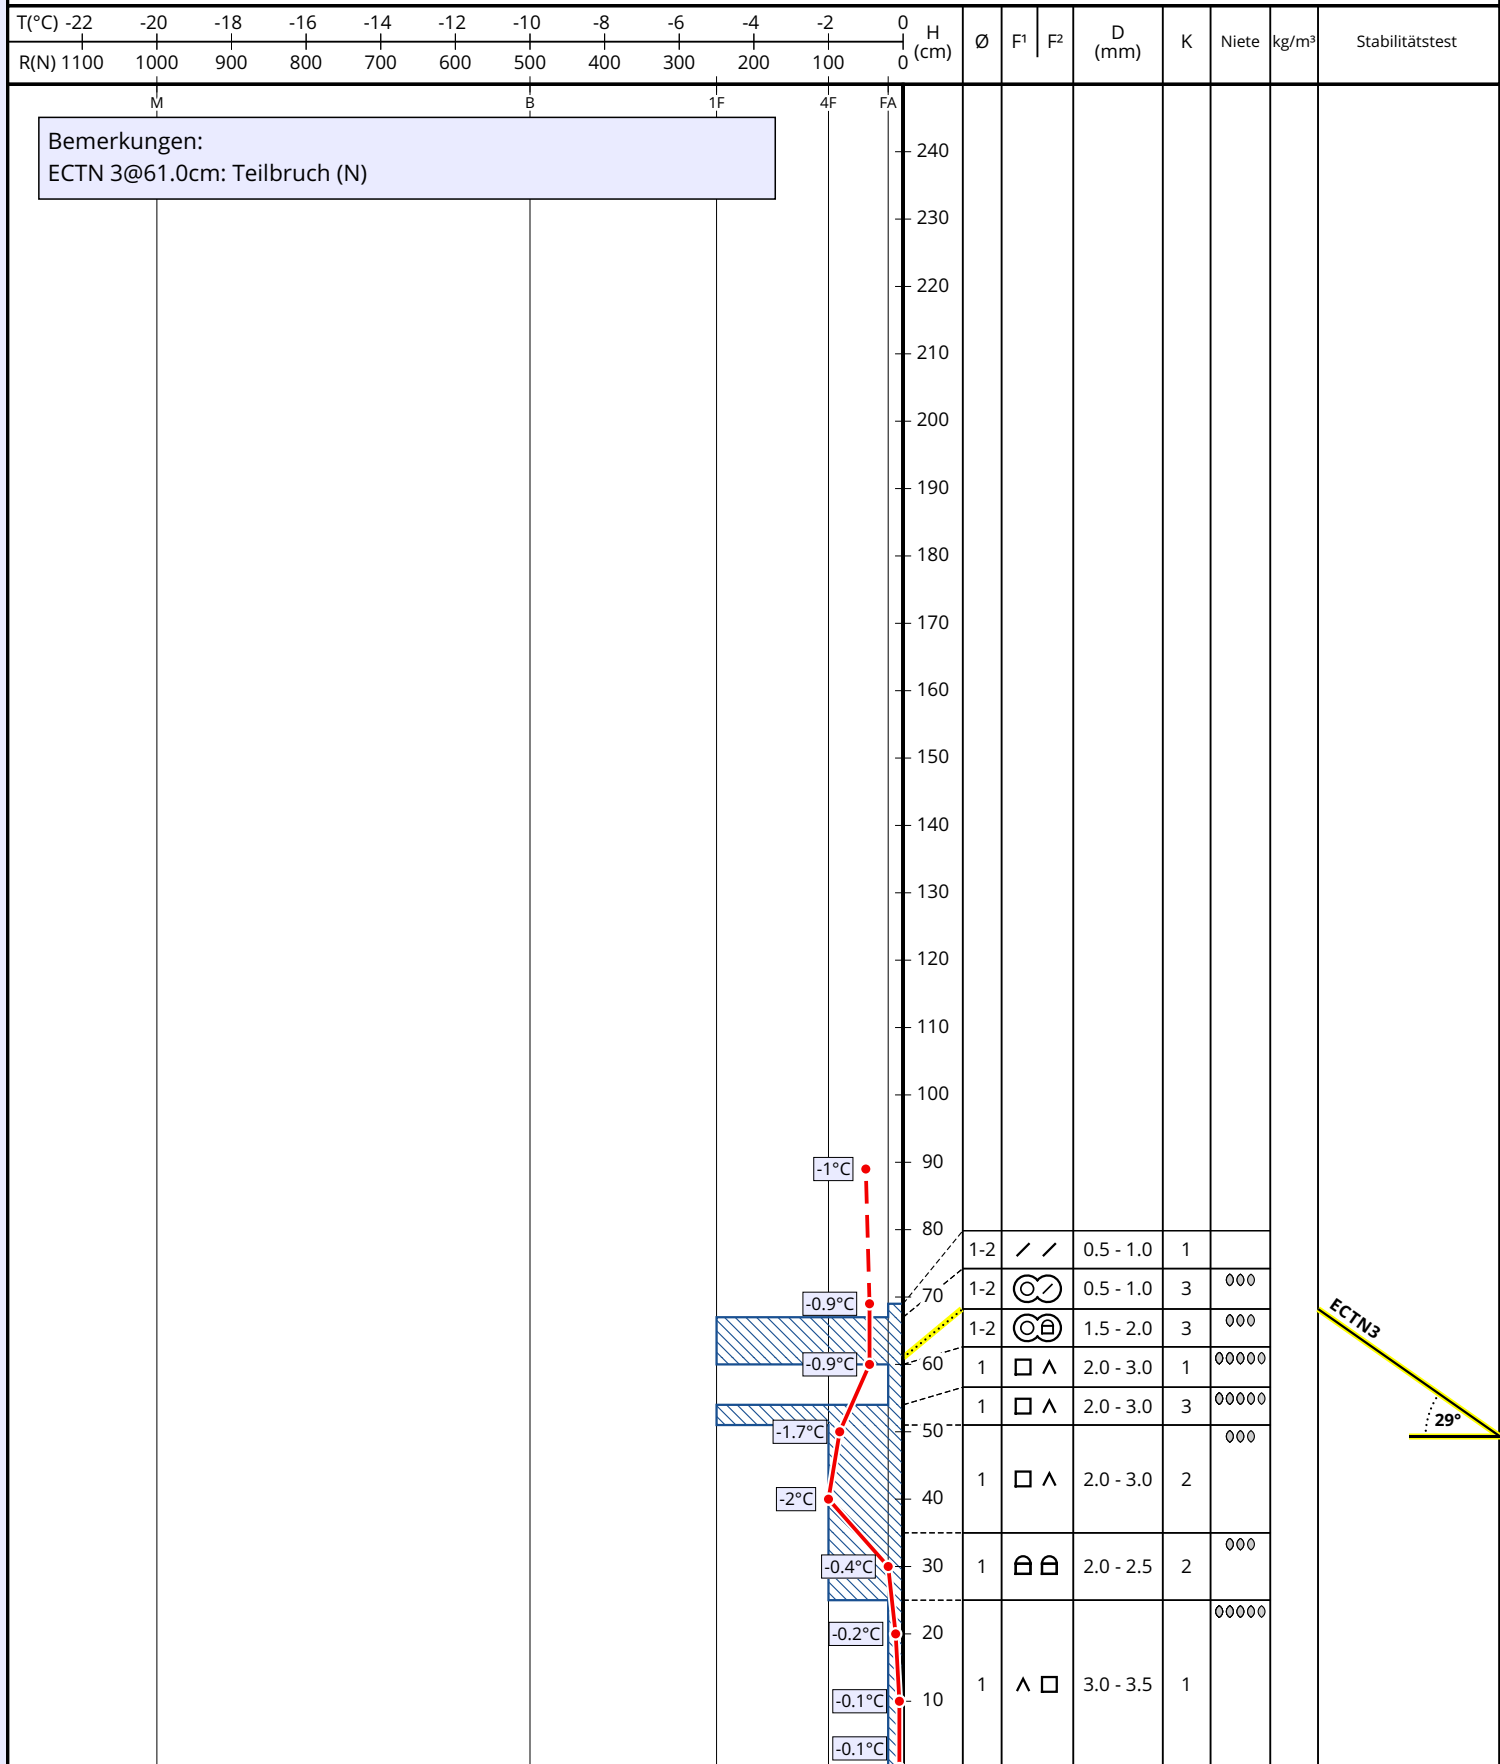 T(°C) -22 -20 -18 -16 -14 -12 -10 -8 -6 -4 -2 0
R(N) 1100 1000 900 800 700 600 500 400 300 200 100 0
H (cm) Ø F¹ F² D (mm) K Niete kg/m³ Stabilitätstest
M B 1F 4F FA
Bemerkungen:
ECTN 3@61.0cm: Teilbruch (N)
240
230
220
210
200
190
180
170
160
150
140
130
120
110
100
90
80
70
60
50
40
30
20
10
-1°C
-0.9°C
-0.9°C
-1.7°C
-2°C
-0.4°C
-0.2°C
-0.1°C
-0.1°C
1-2 0.5 - 1.0 1
1-2 0.5 - 1.0 3
1-2 1.5 - 2.0 3
1 2.0 - 3.0 1
1 2.0 - 3.0 3
1 2.0 - 3.0 2
1 2.0 - 2.5 2
1 3.0 - 3.5 1
ECTN3
29°